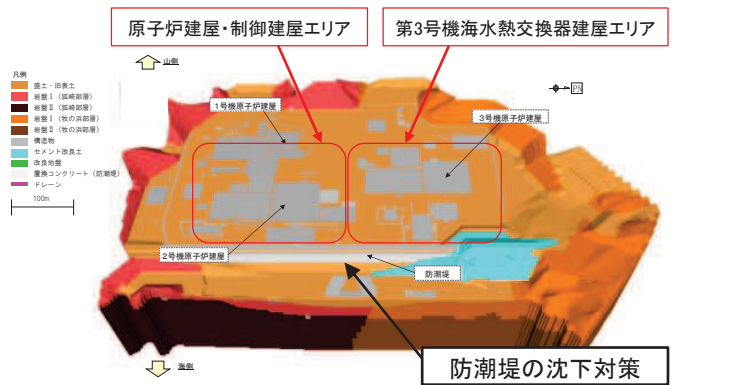 原子炉建屋・制御建屋エリア
第3号機海水熱交換器建屋エリア
山側
凡例
盛土・旧表土
岩盤Ⅰ（狐崎部層）
岩盤Ⅱ（狐崎部層）
岩盤Ⅰ（牧の浜部層）
岩盤Ⅱ（牧の浜部層）
構造物
セメント改良土
改良地盤
置換コンクリート（防潮堤）
ドレーン
100m
PN
1号機原子炉建屋
3号機原子炉建屋
2号機原子炉建屋
防潮堤
海側
防潮堤の沈下対策